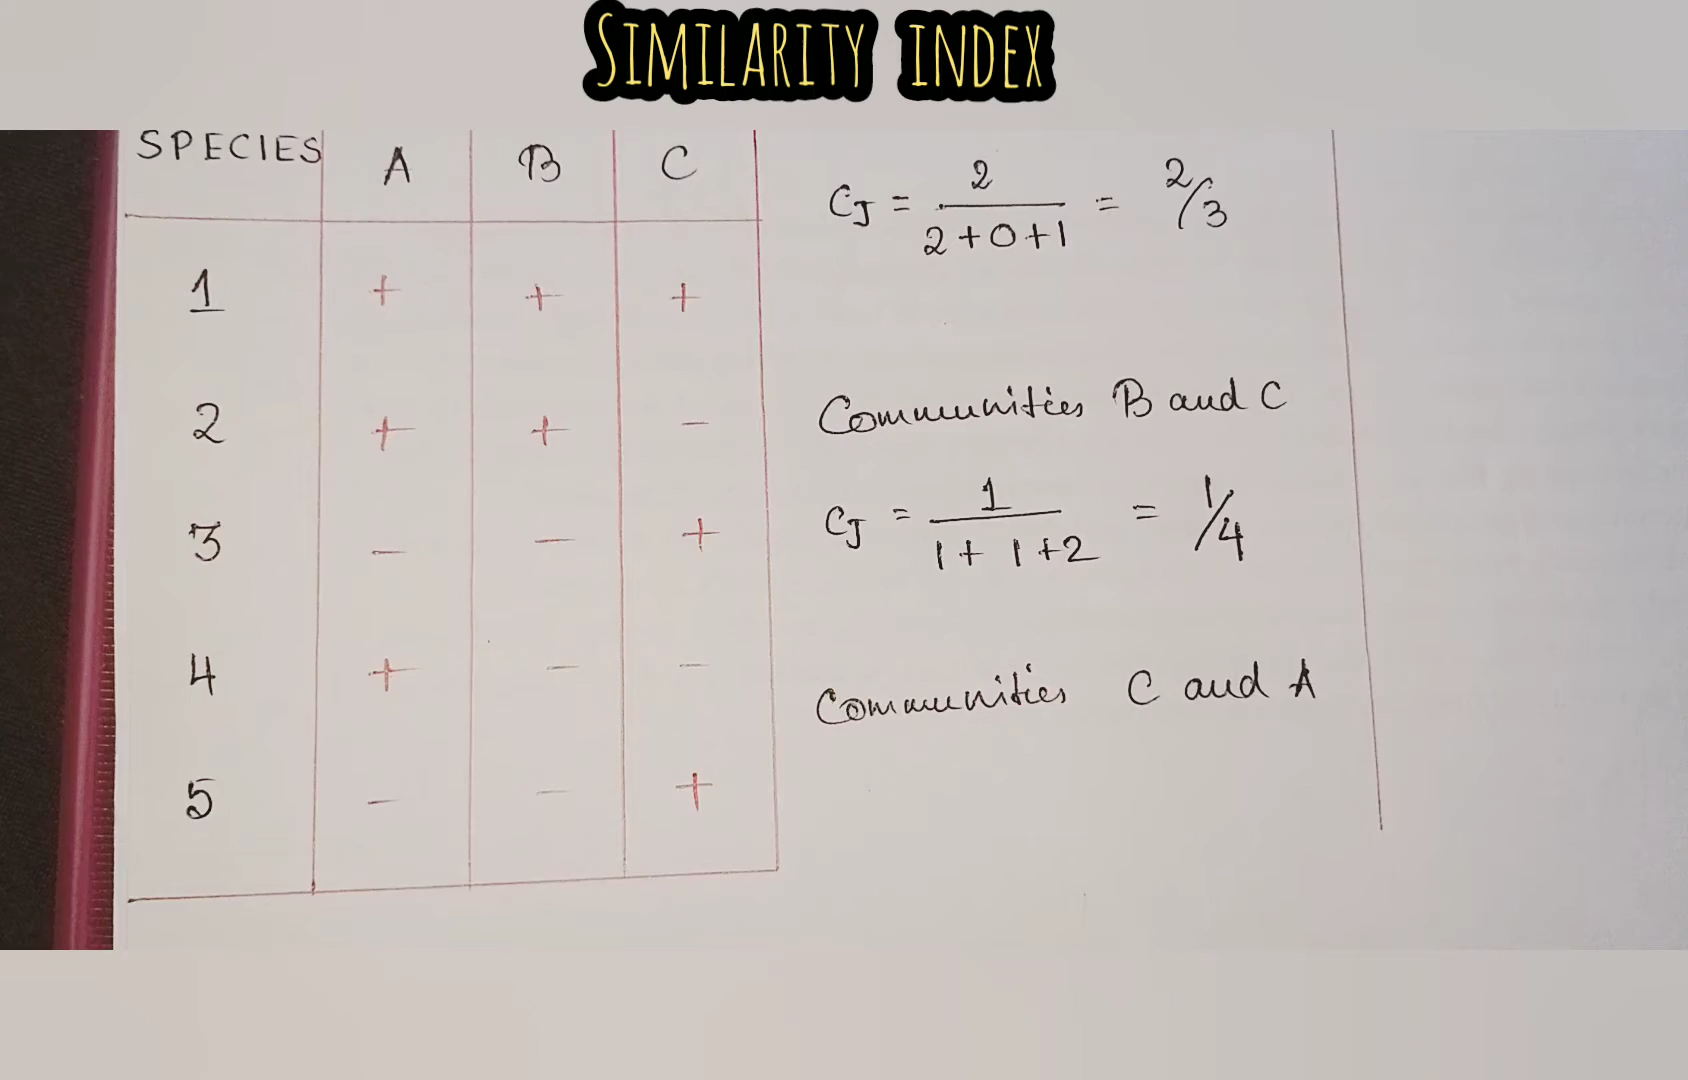 SIMILARITY INDEX
SPECIES A B C
1 + + +
2 + + -
3 - - +
4 + - -
5 - - +
CJ = 2 / 2+0+1 = 2/3
Communities B and C
CJ = 1 / 1+1+2 = 1/4
Communities C and A